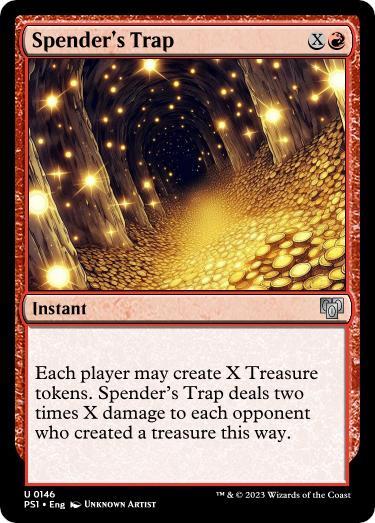 Spender's Trap
X
Instant
Each player may create X Treasure
tokens. Spender's Trap deals two
times X damage to each opponent
who created a treasure this way.
U 0146
PS1 • Eng Unknown Artist
™ & © 2023 Wizards of the Coast